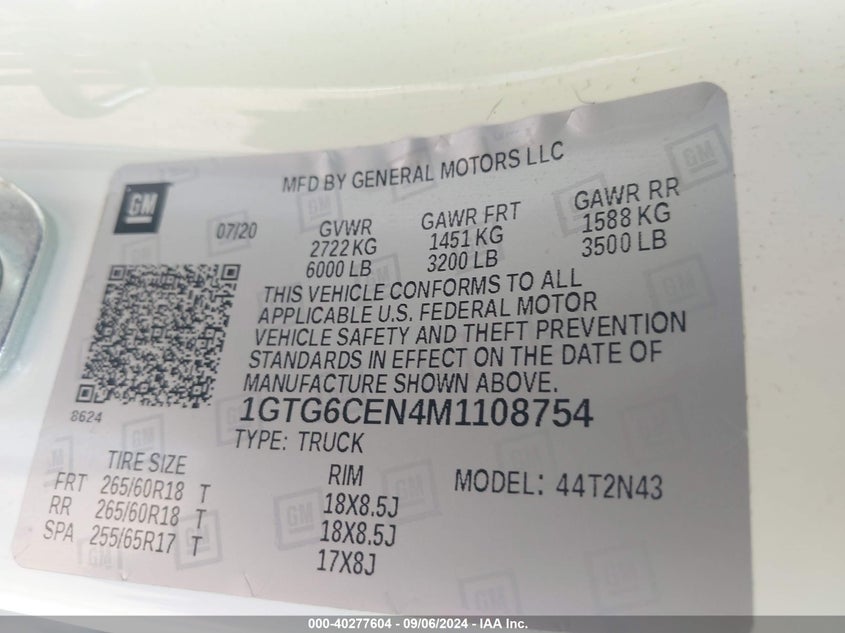 MFD BY GENERAL MOTORS LLC
GM
07/20
GVWR
2722 KG
6000 LB
GAWR FRT
1451 KG
3200 LB
GAWR RR
1588 KG
3500 LB
THIS VEHICLE CONFORMS TO ALL
APPLICABLE U.S. FEDERAL MOTOR
VEHICLE SAFETY AND THEFT PREVENTION
STANDARDS IN EFFECT ON THE DATE OF
MANUFACTURE SHOWN ABOVE.
8624
1GTG6CEN4M1108754
TYPE: TRUCK
TIRE SIZE
FRT 265/60R18 T
RR 265/60R18 T
SPA 255/65R17 T
RIM
18X8.5J
18X8.5J
17X8J
MODEL: 44T2N43
000-40277604 - 09/06/2024 - IAA Inc.